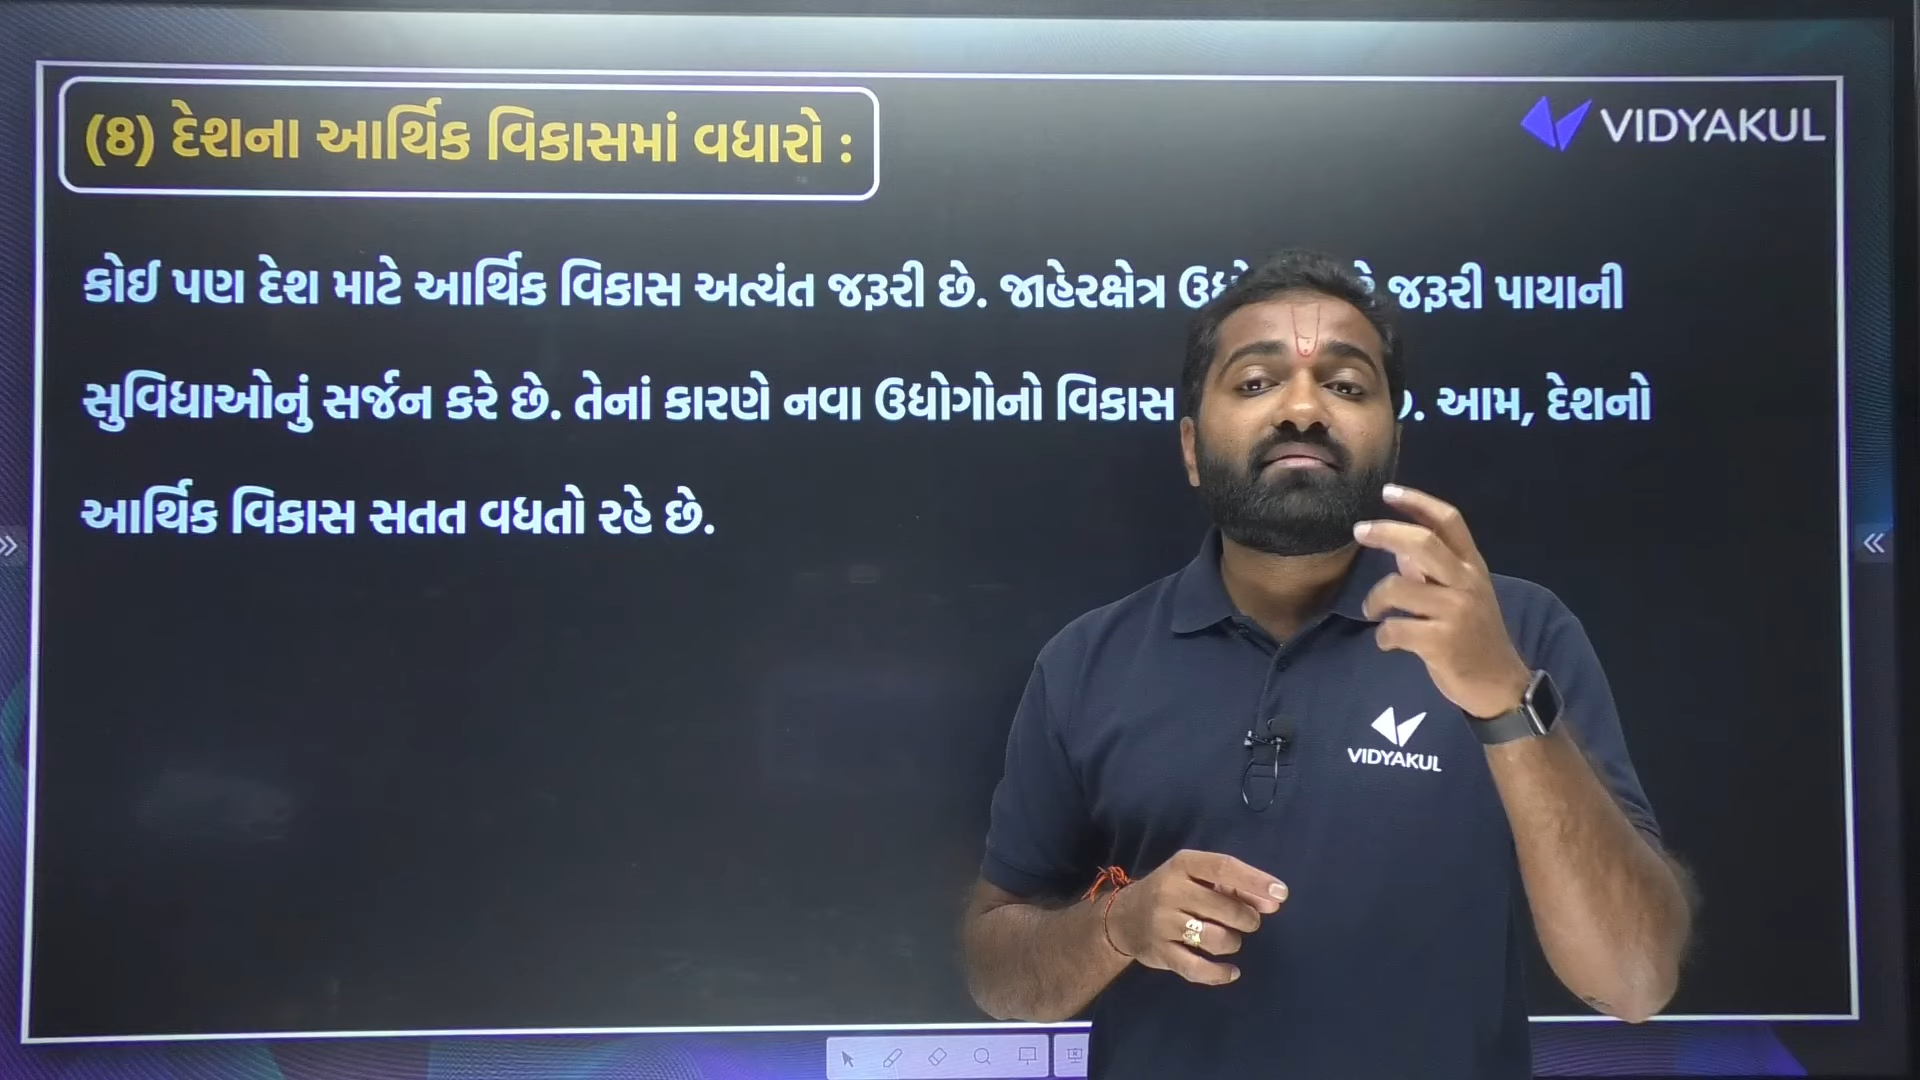 (8) દેશના આર્થિક વિકાસમાં વધારો :
VIDYAKUL
કોઈ પણ દેશ માટે આર્થિક વિકાસ અત્યંત જરૂરી છે. જાહેરક્ષેત્ર જરૂરી પાયાની
સુવિધાઓનું સર્જન કરે છે. તેનાં કારણે નવા ઉદ્યોગોનો વિકાસ આમ, દેશનો
આર્થિક વિકાસ સતત વધતો રહે છે.
VIDYAKUL